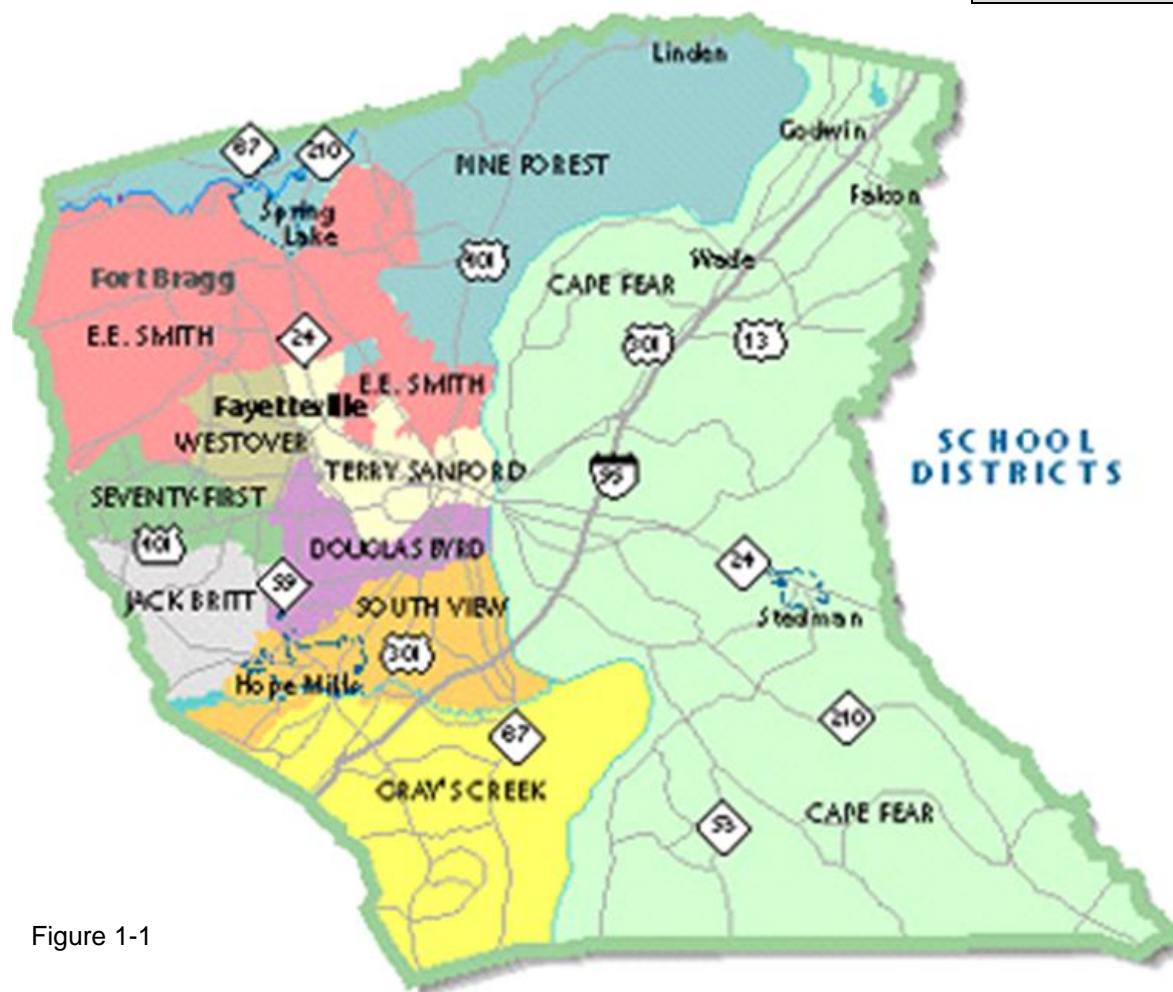 Linden
Godwin
87
210
PINE FOREST
Falcon
Spring
Lake
401
Wade
Fort Bragg
CAPE FEAR
E.E. SMITH
24
301
13
E.E. SMITH
Fayetteville
WESTOVER
SCHOOL
DISTRICTS
TERRY SANFORD
95
SEVENTY-FIRST
401
DOUGLAS BYRD
24
59
JACK BRITT
SOUTH VIEW
Stedman
301
Hope Mills
210
87
GRAY'S CREEK
53
CAPE FEAR
Figure 1-1